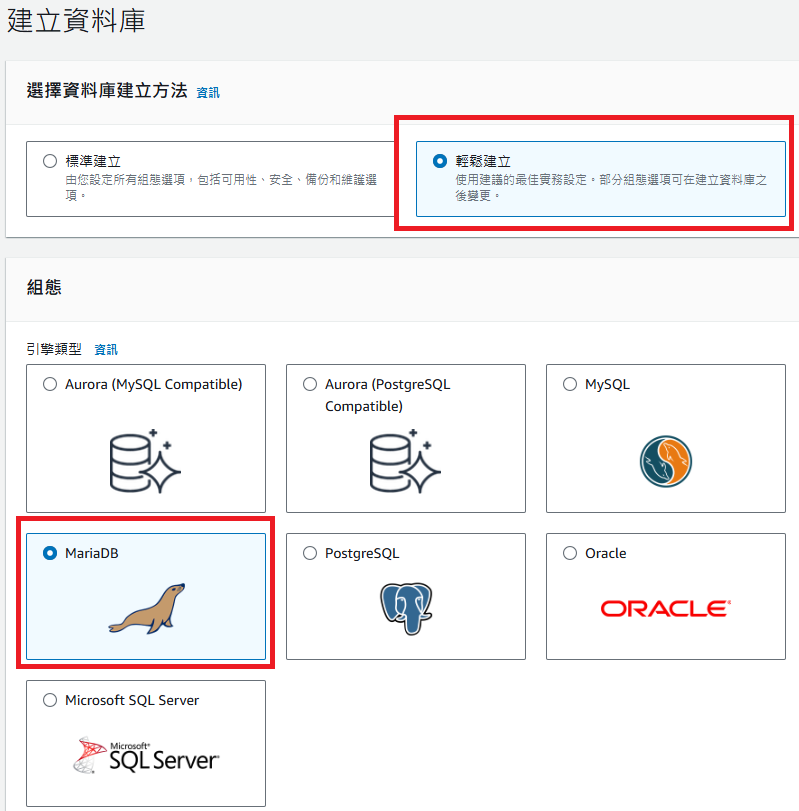 建立資料庫
選擇資料庫建立方法 資訊
標準建立
由您設定所有組態選項，包括可用性、安全、備份和維護選
項。
輕鬆建立
使用建議的最佳實務設定。部分組態選項可在建立資料庫之
後變更。
組態
引擎類型 資訊
Aurora (MySQL Compatible)
Aurora (PostgreSQL
Compatible)
MySQL
MariaDB
PostgreSQL
Oracle
ORACLE®
Microsoft SQL Server
Microsoft®
SQL Server®